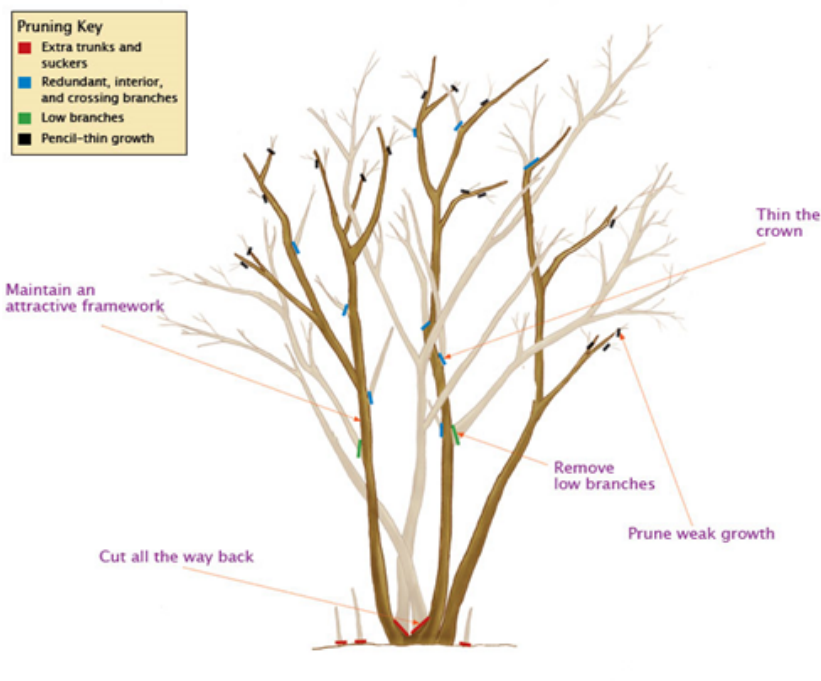 Pruning Key
Extra trunks and
suckers
Redundant, interior,
and crossing branches
Low branches
Pencil-thin growth
Thin the
crown
Maintain an
attractive framework
Remove
low branches
Prune weak growth
Cut all the way back